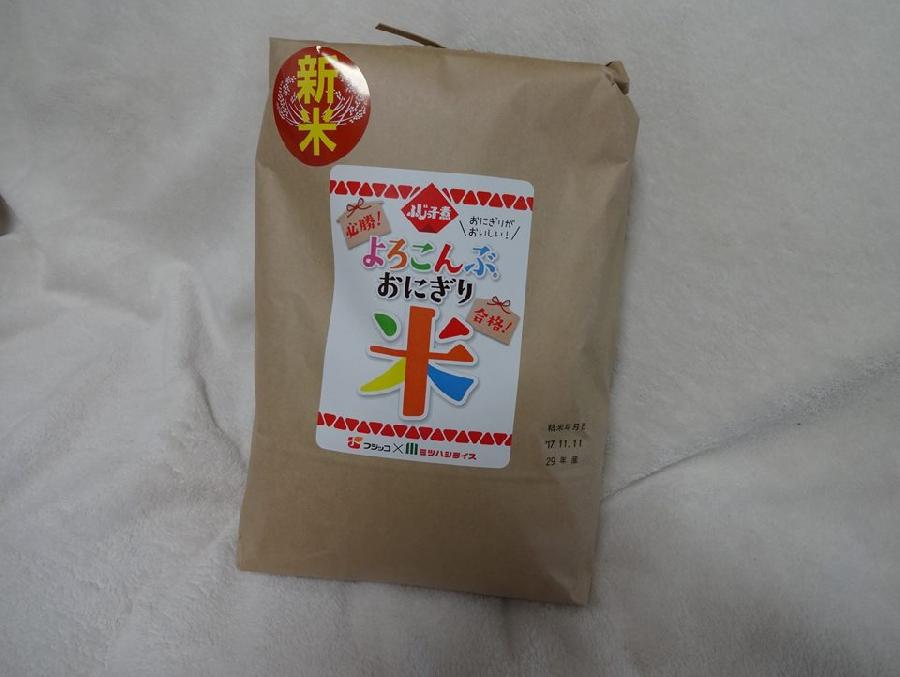 新
米
ふじっ子煮
必勝!
おにぎりが
おいしい!
よろこんぶ
おにぎり
米
合格!
フジッコ×ミツハシライス
精米年月日
'17.11.11
29年産